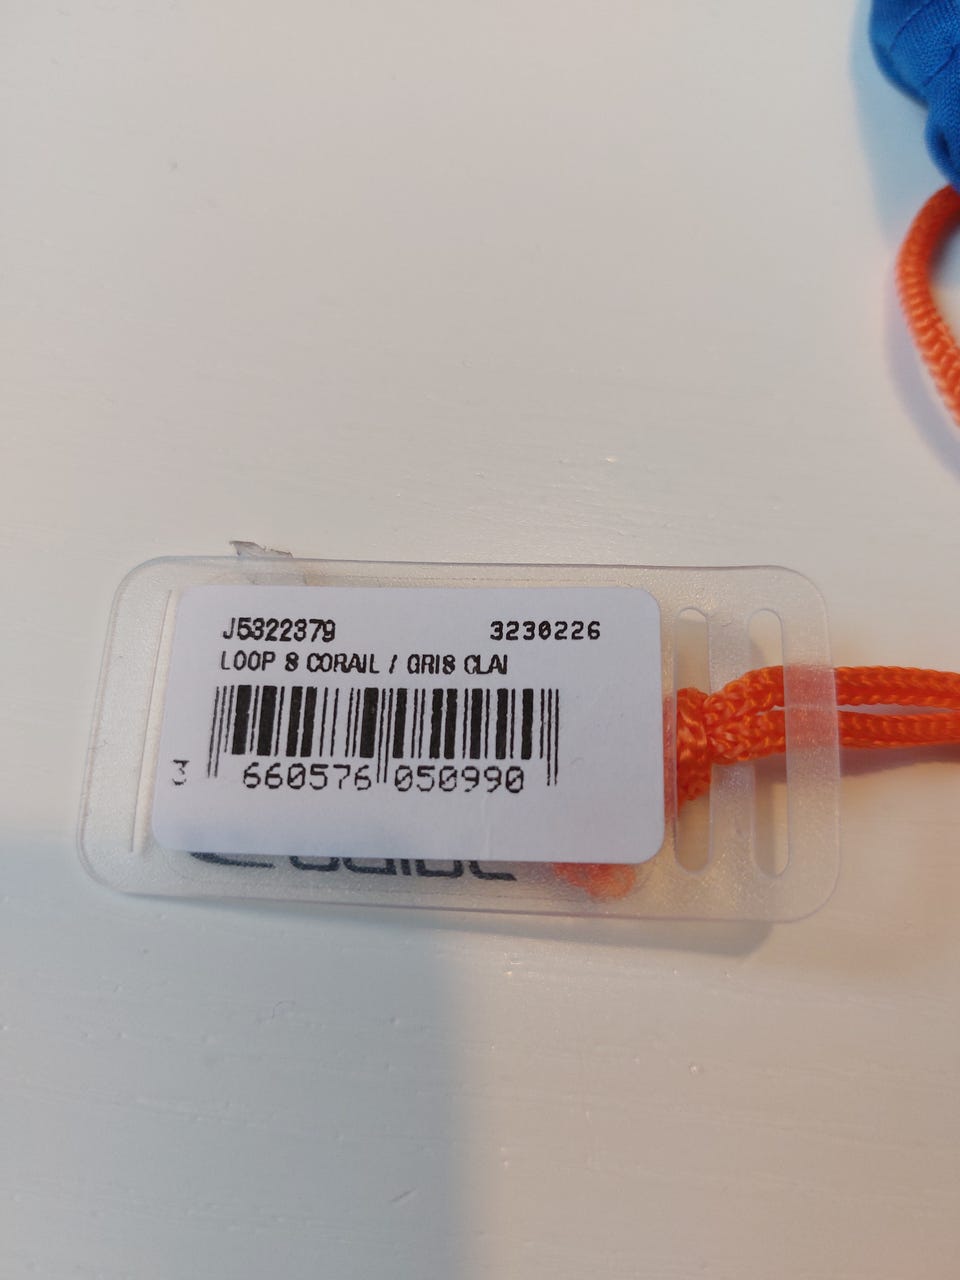 J5322379 3230226
LOOP 8 CORAIL / GRIS CLAI
3 660576 050990